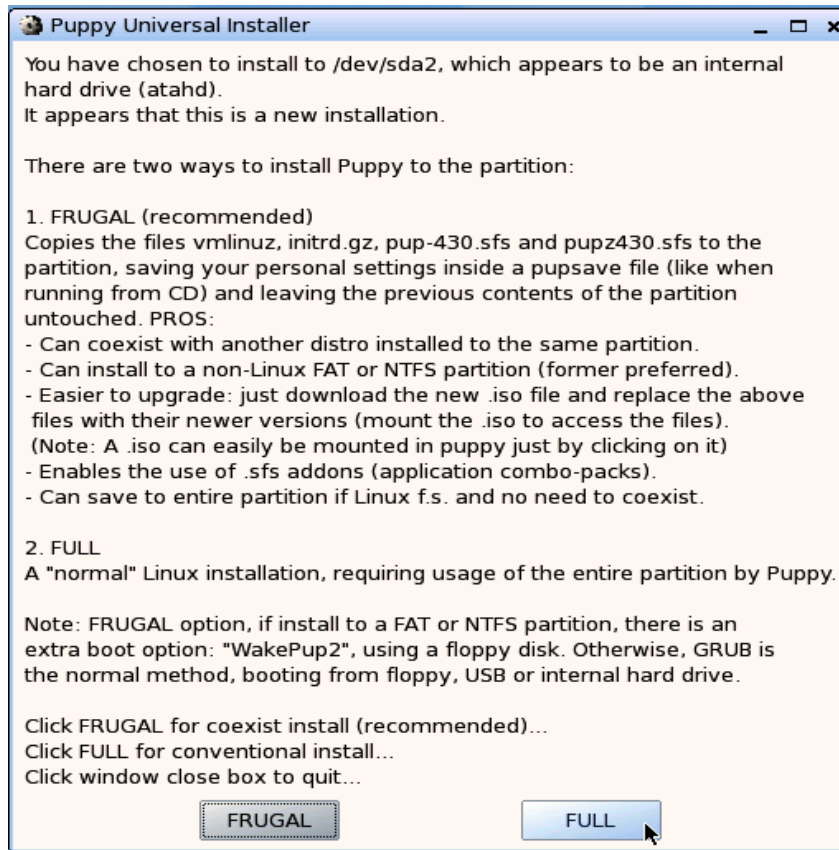 Puppy Universal Installer
You have chosen to install to /dev/sda2, which appears to be an internal
hard drive (atahd).
It appears that this is a new installation.
There are two ways to install Puppy to the partition:
1. FRUGAL (recommended)
Copies the files vmlinuz, initrd.gz, pup-430.sfs and pupz430.sfs to the
partition, saving your personal settings inside a pupsave file (like when
running from CD) and leaving the previous contents of the partition
untouched. PROS:
- Can coexist with another distro installed to the same partition.
- Can install to a non-Linux FAT or NTFS partition (former preferred).
- Easier to upgrade: just download the new .iso file and replace the above
files with their newer versions (mount the .iso to access the files).
(Note: A .iso can easily be mounted in puppy just by clicking on it)
- Enables the use of .sfs addons (application combo-packs).
- Can save to entire partition if Linux f.s. and no need to coexist.
2. FULL
A "normal" Linux installation, requiring usage of the entire partition by Puppy.
Note: FRUGAL option, if install to a FAT or NTFS partition, there is an
extra boot option: "WakePup2", using a floppy disk. Otherwise, GRUB is
the normal method, booting from floppy, USB or internal hard drive.
Click FRUGAL for coexist install (recommended)...
Click FULL for conventional install...
Click window close box to quit...
FRUGAL
FULL